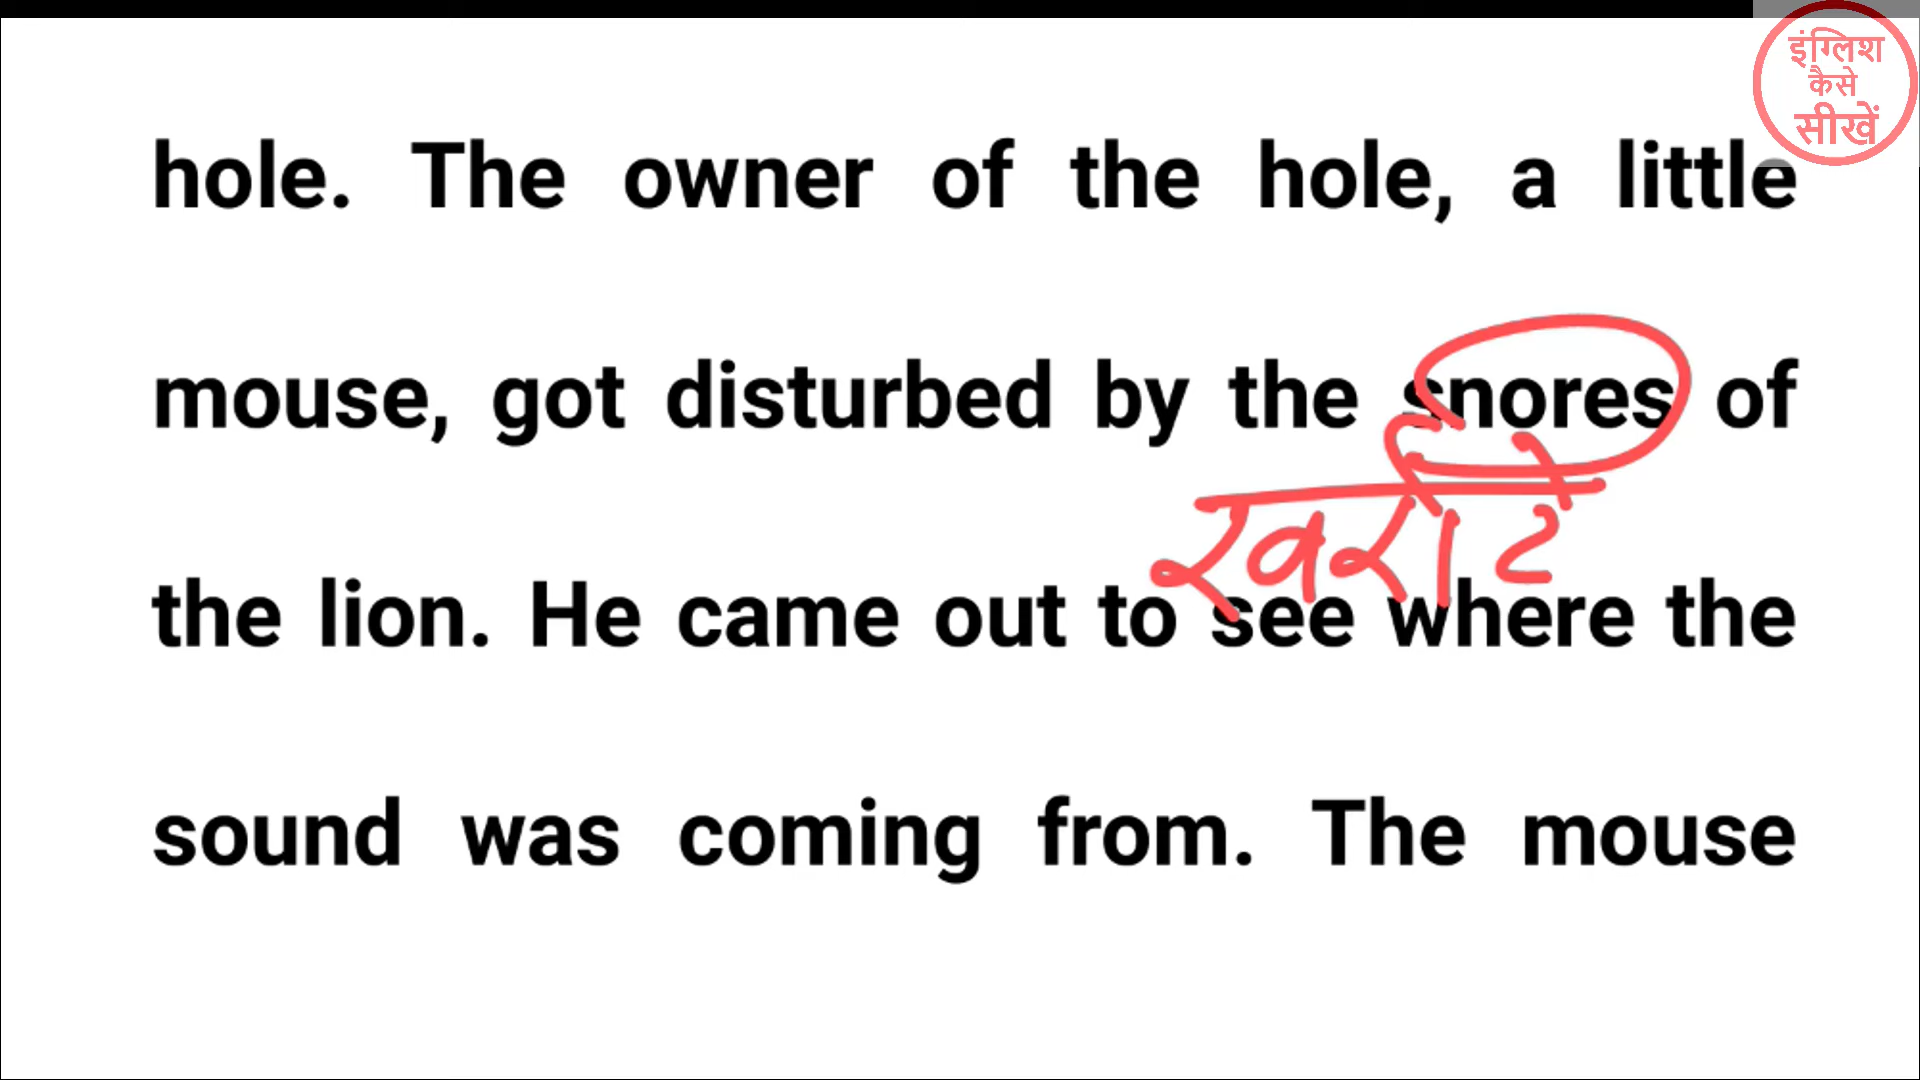 इंग्लिश
कैसे
सीखें
hole. The owner of the hole, a little
mouse, got disturbed by the snores of
खर्राटे
the lion. He came out to see where the
sound was coming from. The mouse